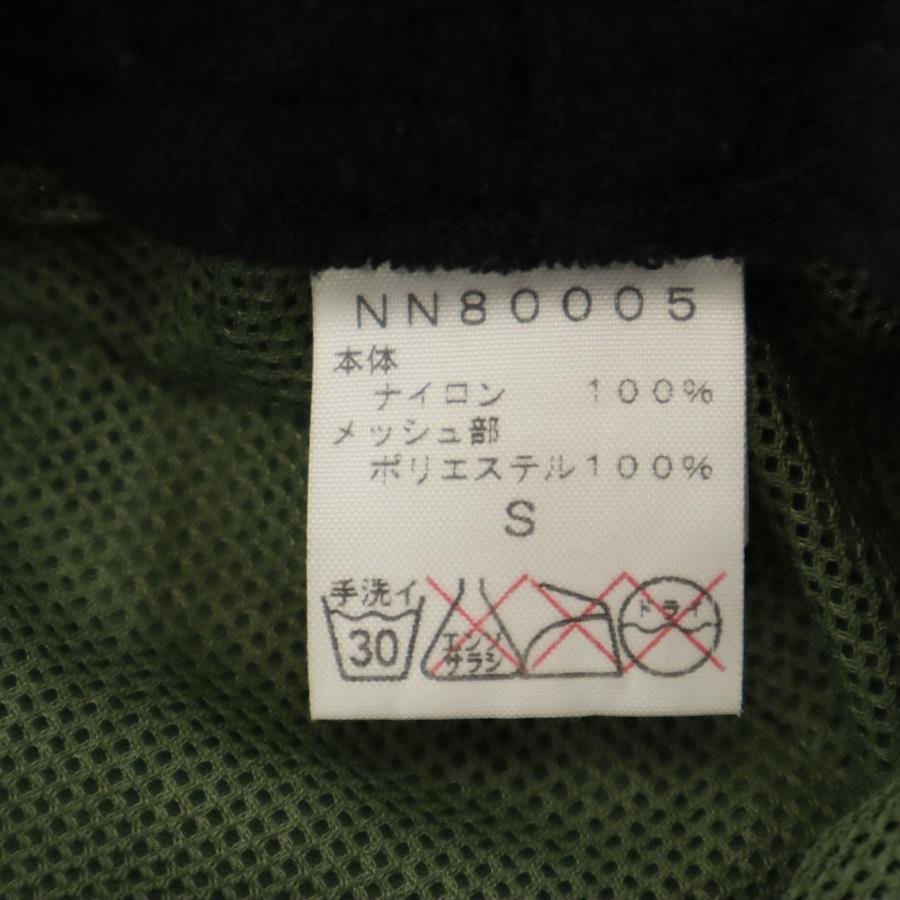 NN80005
本体
ナイロン 100%
メッシュ部
ポリエステル100%
S
手洗イ
30
エンソ
サラシ
ドライ